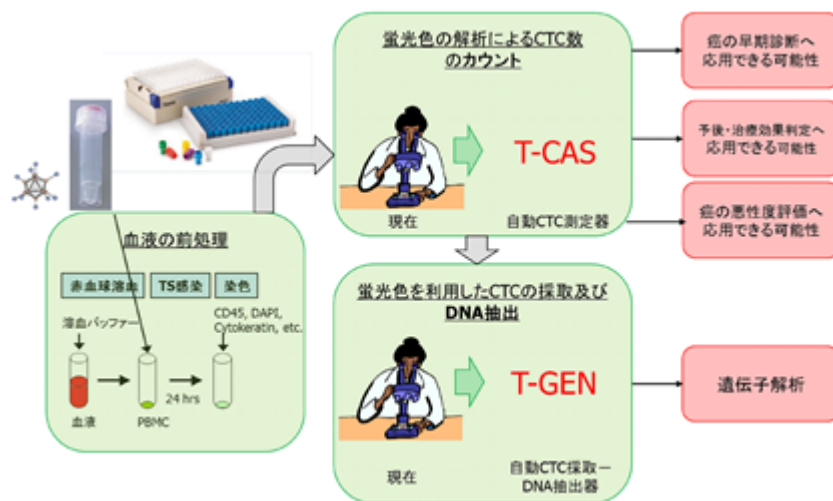 血液の前処理
赤血球溶血
TS感染
染色
溶血バッファー
CD45, DAPI,
Cytokeratin, etc.
24 hrs
血液
PBMC
蛍光色の解析によるCTC数
のカウント
T-CAS
現在
自動CTC測定器
蛍光色を利用したCTCの採取及び
DNA抽出
T-GEN
現在
自動CTC採取ー
DNA抽出器
癌の早期診断へ
応用できる可能性
予後・治療効果判定へ
応用できる可能性
癌の悪性度評価へ
応用できる可能性
遺伝子解析